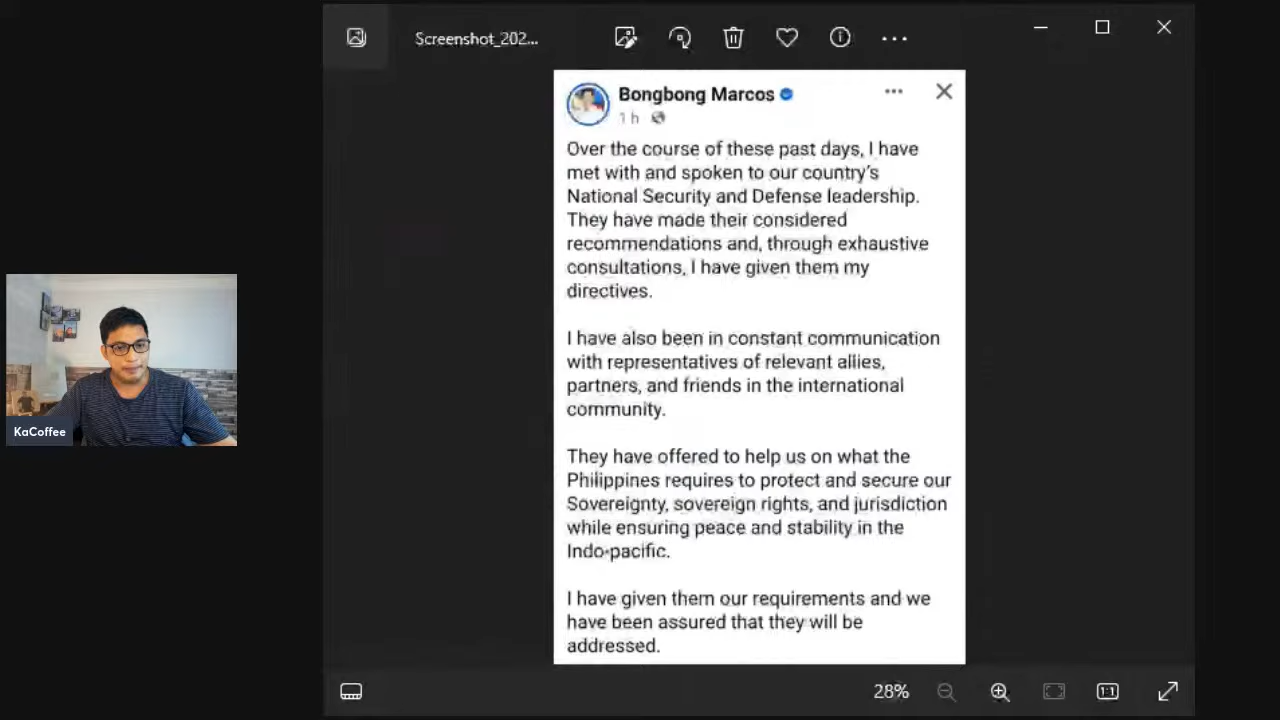 Screenshot_202...
Bongbong Marcos
1 h
Over the course of these past days, I have
met with and spoken to our country's
National Security and Defense leadership.
They have made their considered
recommendations and, through exhaustive
consultations, I have given them my
directives.
I have also been in constant communication
with representatives of relevant allies,
partners, and friends in the international
community.
They have offered to help us on what the
Philippines requires to protect and secure our
Sovereignty, sovereign rights, and jurisdiction
while ensuring peace and stability in the
Indo-pacific.
I have given them our requirements and we
have been assured that they will be
addressed.
KaCoffee
28%
1:1